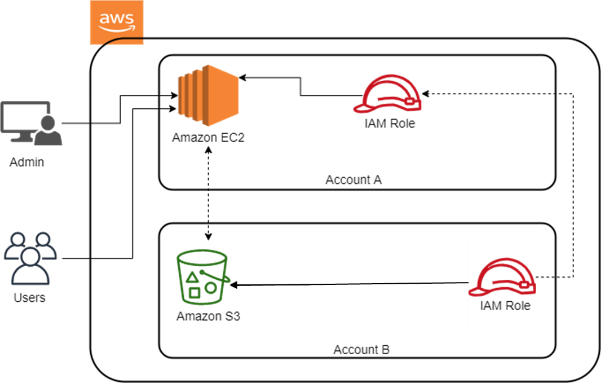 aws
Amazon EC2
IAM Role
Admin
Account A
Users
Amazon S3
IAM Role
Account B